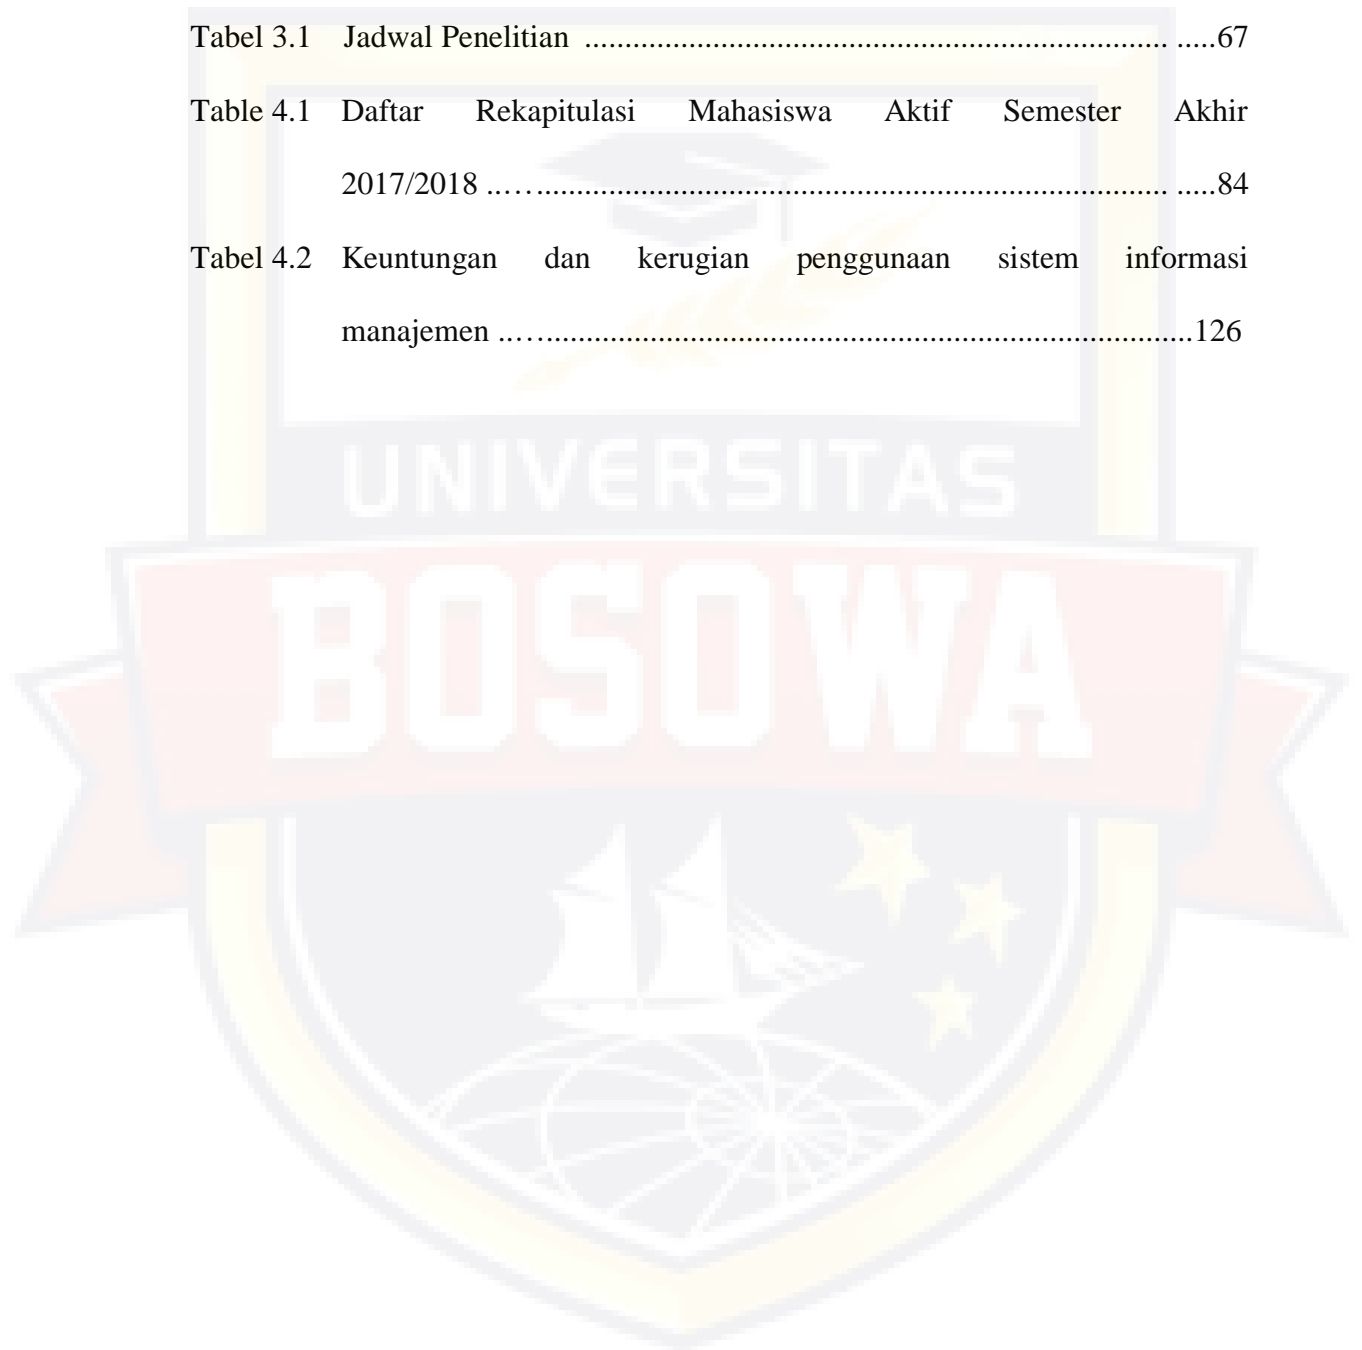 Tabel 3.1 Jadwal Penelitian .......................................................................... .....67
Table 4.1 Daftar Rekapitulasi Mahasiswa Aktif Semester Akhir
2017/2018 ..…................................................................................ .....84
Tabel 4.2 Keuntungan dan kerugian penggunaan sistem informasi
manajemen ..…..................................................................................126
UNIVERSITAS
BOSOWA